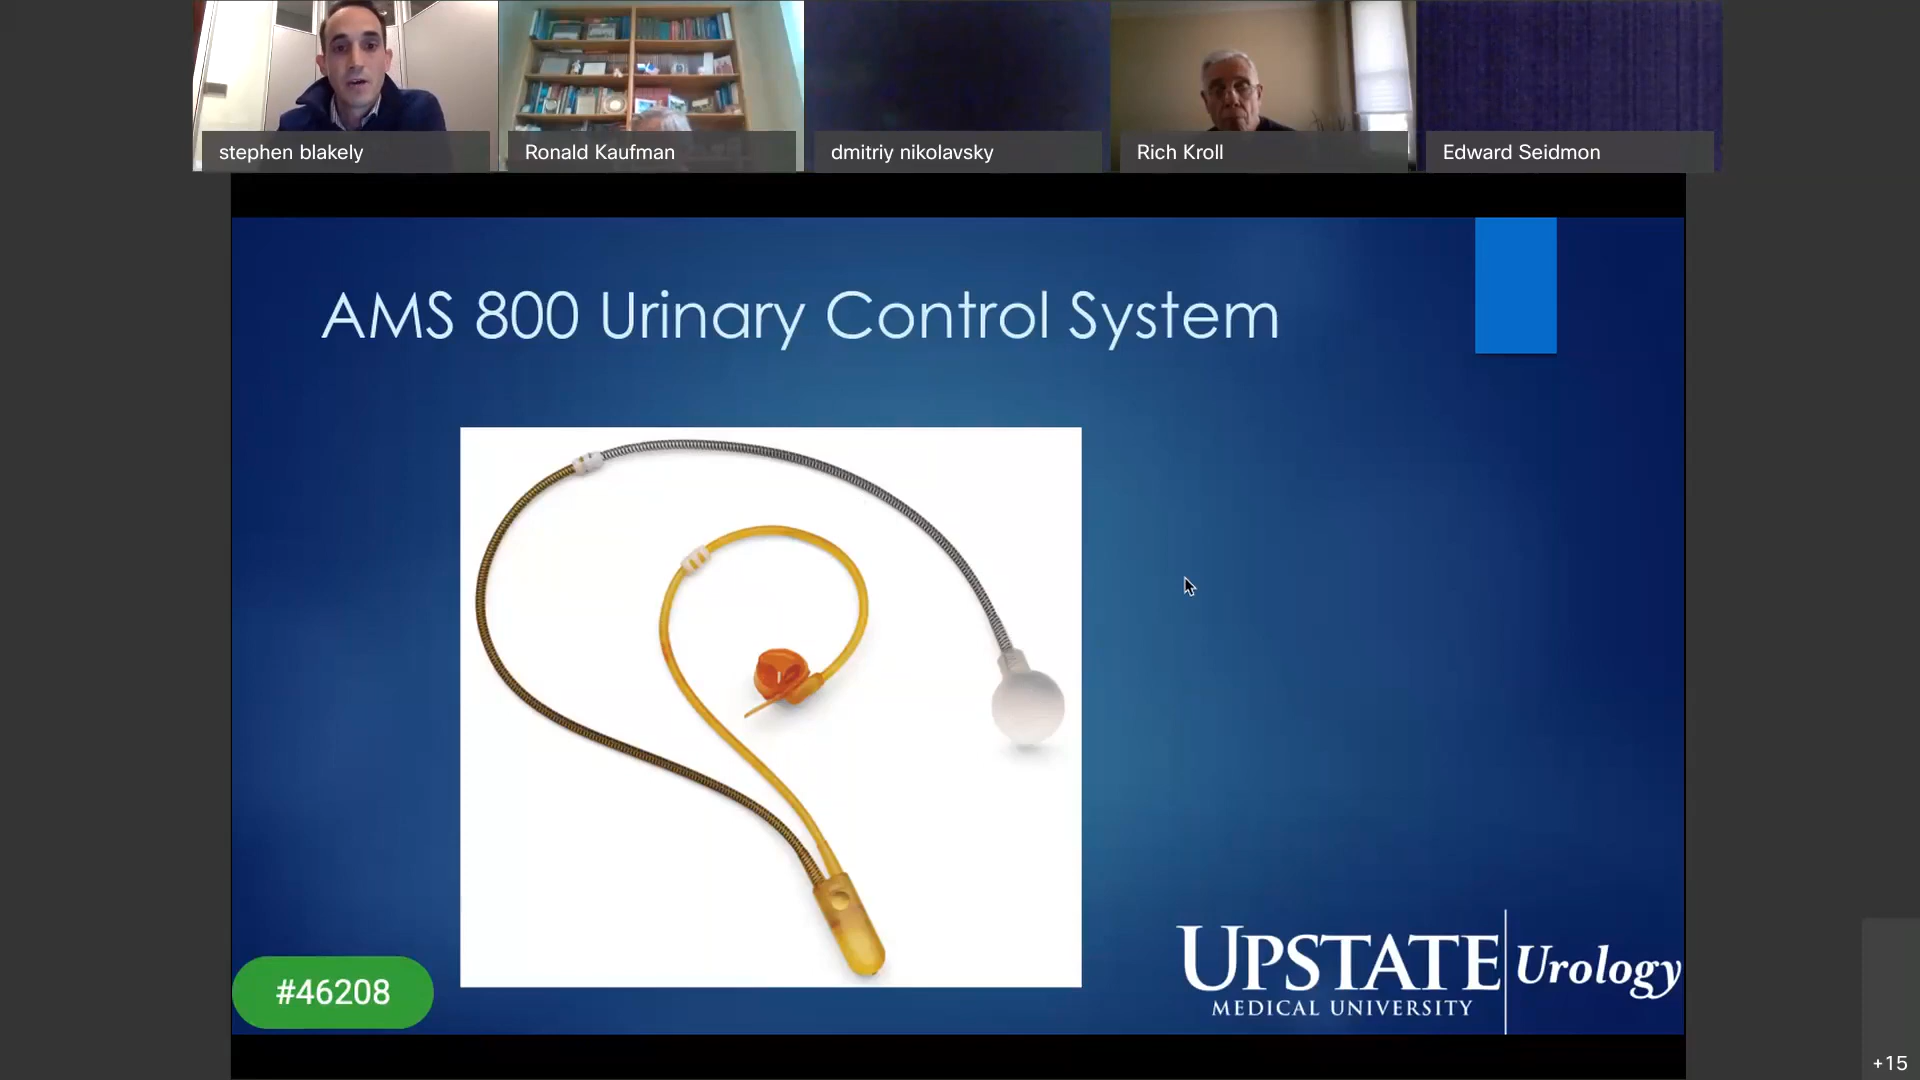 stephen blakely
Ronald Kaufman
dmitriy nikolavsky
Rich Kroll
Edward Seidmon
AMS 800 Urinary Control System
#46208
UPSTATE
MEDICAL UNIVERSITY
Urology
+15